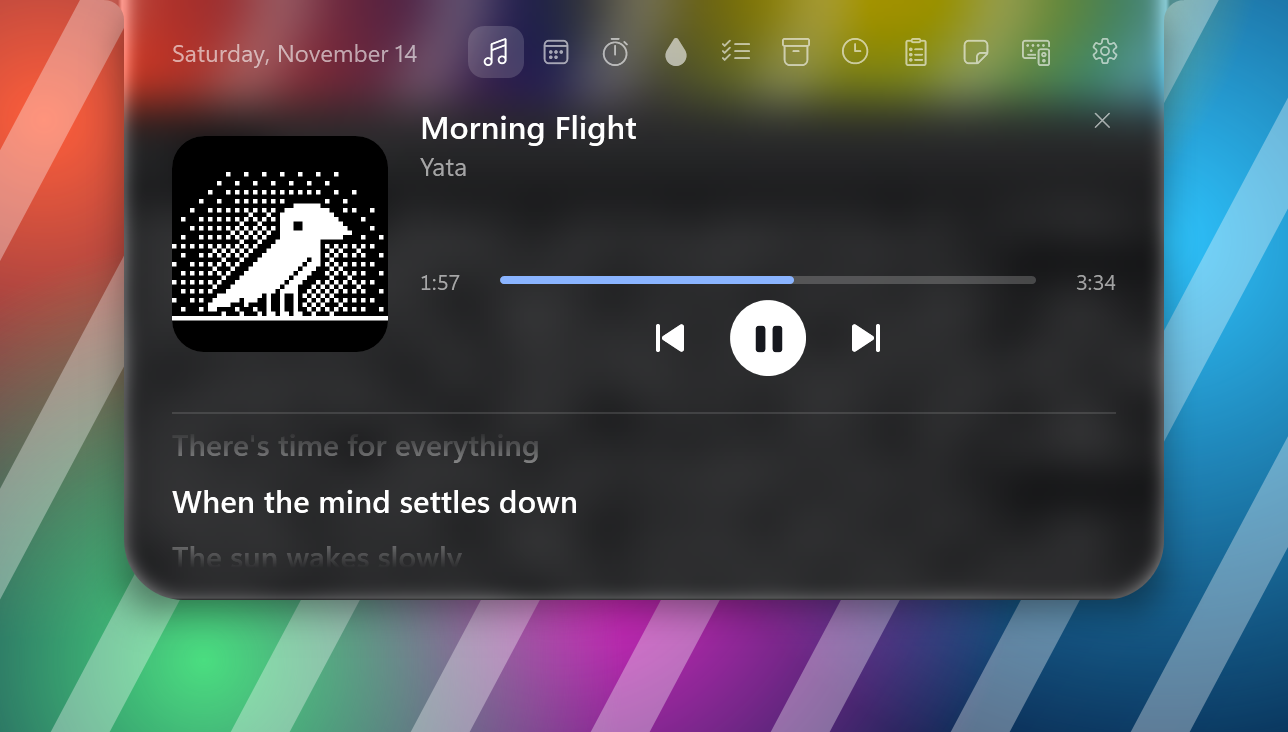 Saturday, November 14
Morning Flight
Yata
1:57
3:34
There's time for everything
When the mind settles down
The sun wakes slowly